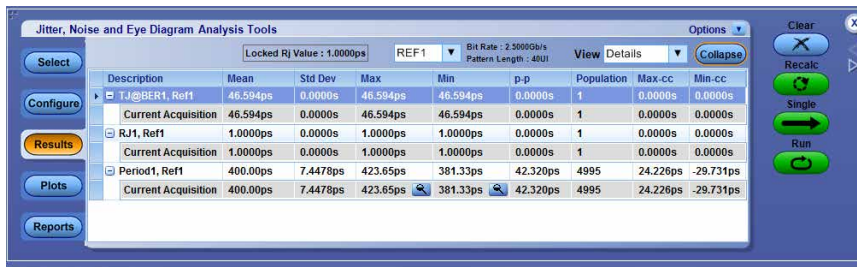 Jitter, Noise and Eye Diagram Analysis Tools Options Clear
Select Locked Rj Value : 1.0000ps REF1 Bit Rate : 2.5000Gb/s View Details Collapse
Pattern Length : 40UI
Recalc
Description Mean Std Dev Max Min p-p Population Max-cc Min-cc
TJ@BER1, Ref1 46.594ps 0.0000s 46.594ps 46.594ps 0.0000s 1 0.0000s 0.0000s
Configure Current Acquisition 46.594ps 0.0000s 46.594ps 46.594ps 0.0000s 1 0.0000s 0.0000s
Single
RJ1, Ref1 1.0000ps 0.0000s 1.0000ps 1.0000ps 0.0000s 1 0.0000s 0.0000s
Results Current Acquisition 1.0000ps 0.0000s 1.0000ps 1.0000ps 0.0000s 1 0.0000s 0.0000s
Run
Period1, Ref1 400.00ps 7.4478ps 423.65ps 381.33ps 42.320ps 4995 24.226ps -29.731ps
Plots Current Acquisition 400.00ps 7.4478ps 423.65ps 381.33ps 42.320ps 4995 24.226ps -29.731ps
Reports